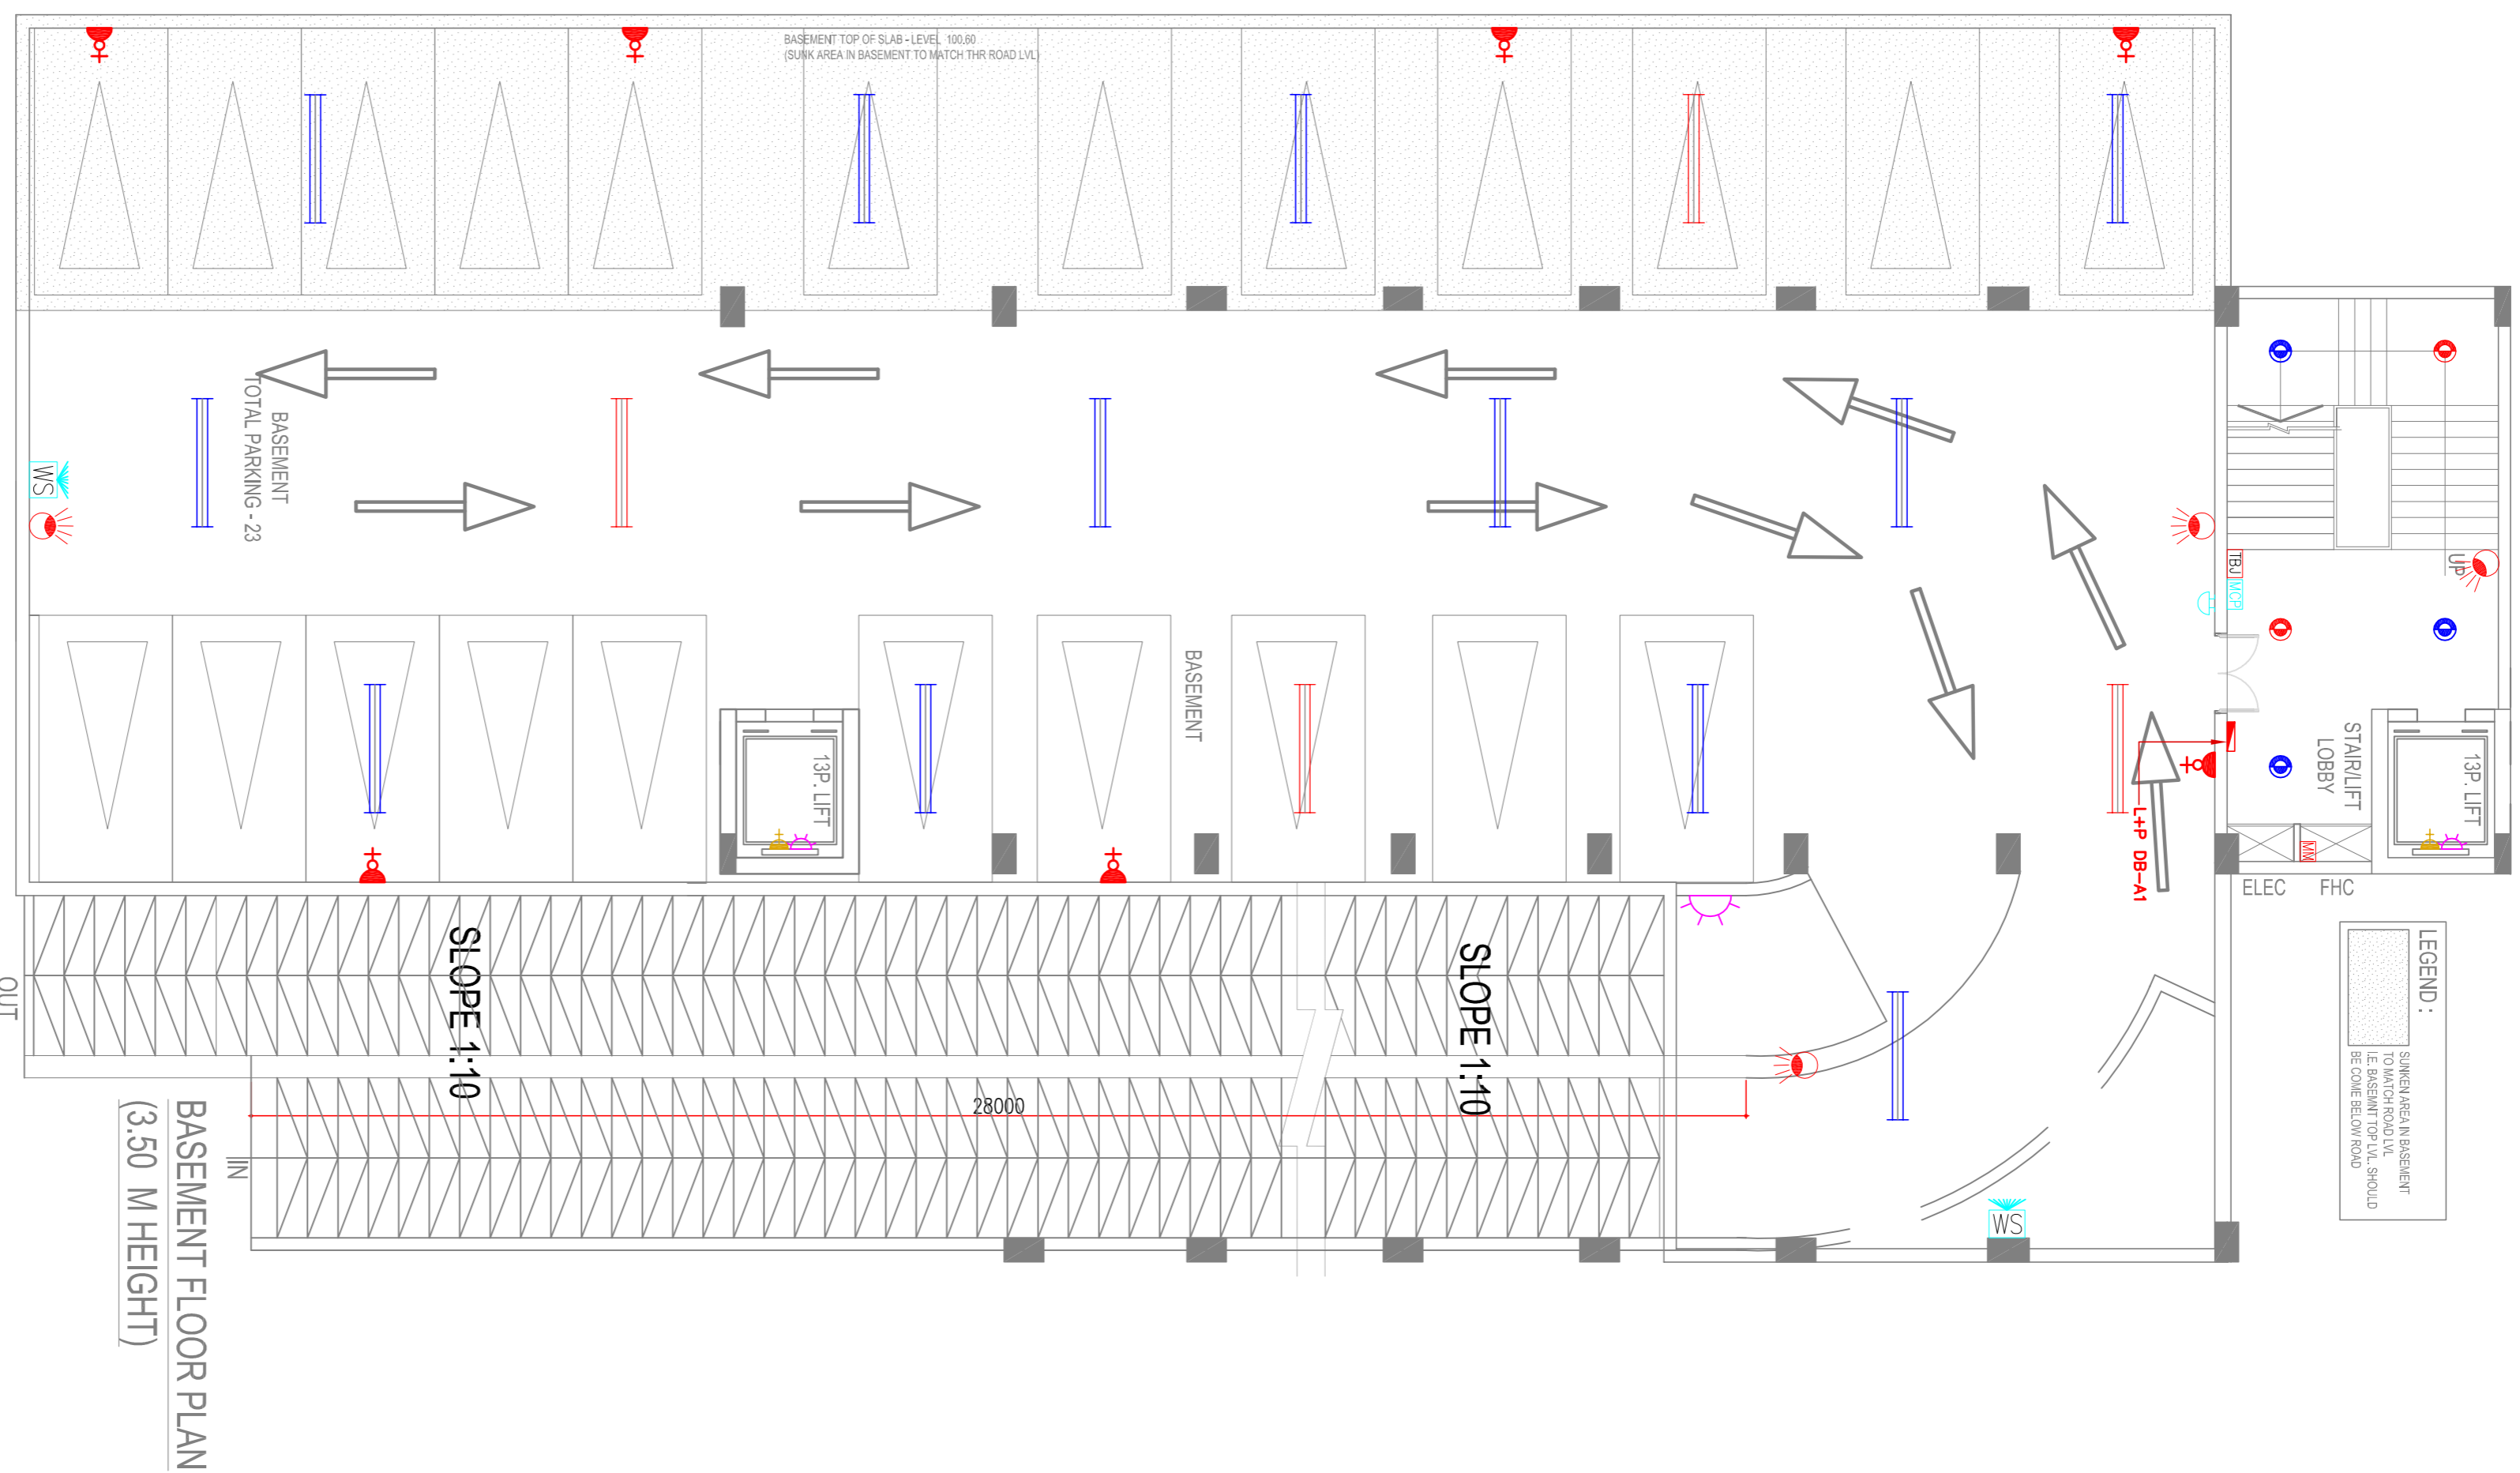 BASEMENT TOP OF SLAB - LEVEL 100.60
(SUNK AREA IN BASEMENT TO MATCH THR ROAD LVL)
BASEMENT
TOTAL PARKING - 23
WS
UP
TBJ
MCP
BASEMENT
13P. LIFT
STAIR/LIFT
LOBBY
13P. LIFT
L+P DB-A1
MM
ELEC
FHC
LEGEND :
SUNKEN AREA IN BASEMENT
TO MATCH ROAD LVL
I.E. BASEMNT TOP LVL. SHOULD
BE COME BELOW ROAD
SLOPE 1:10
SLOPE 1:10
OUT
28000
IN
WS
BASEMENT FLOOR PLAN
(3.50 M HEIGHT)